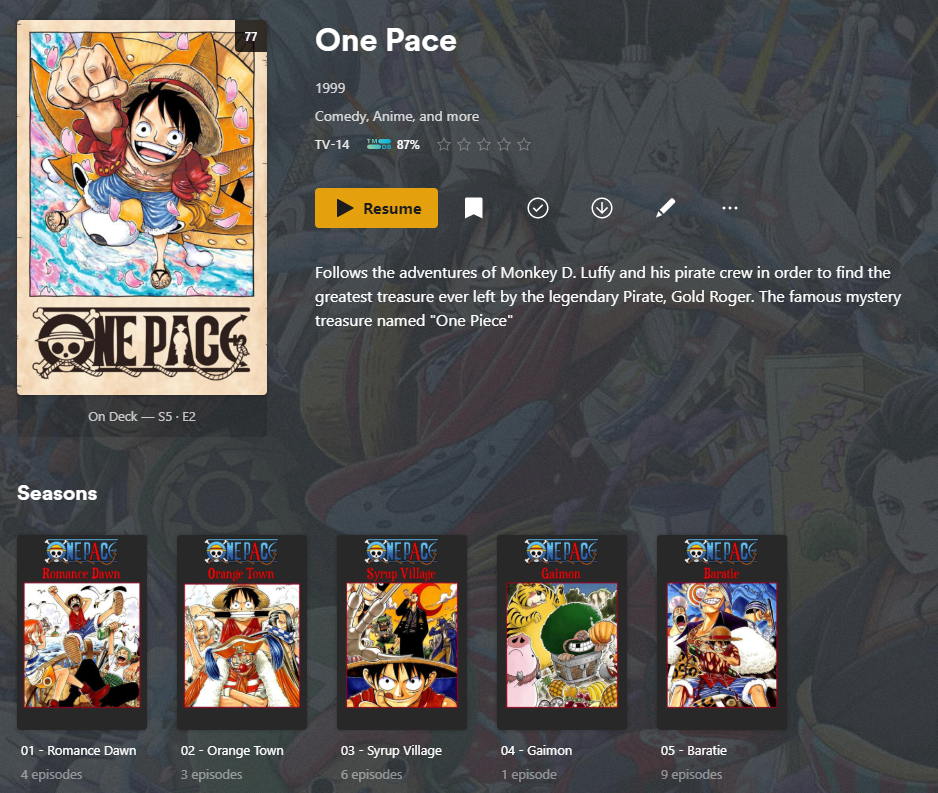 77
One Pace
1999
Comedy, Anime, and more
TV-14 TMDB 87%
Resume
Follows the adventures of Monkey D. Luffy and his pirate crew in order to find the
greatest treasure ever left by the legendary Pirate, Gold Roger. The famous mystery
treasure named "One Piece"
ONE PACE
On Deck — S5 · E2
Seasons
ONE PACE ONE PACE ONE PACE ONE PACE ONE PACE
Romance Dawn Orange Town Syrup Village Gaimon Baratie
01 - Romance Dawn 02 - Orange Town 03 - Syrup Village 04 - Gaimon 05 - Baratie
4 episodes 3 episodes 6 episodes 1 episode 9 episodes